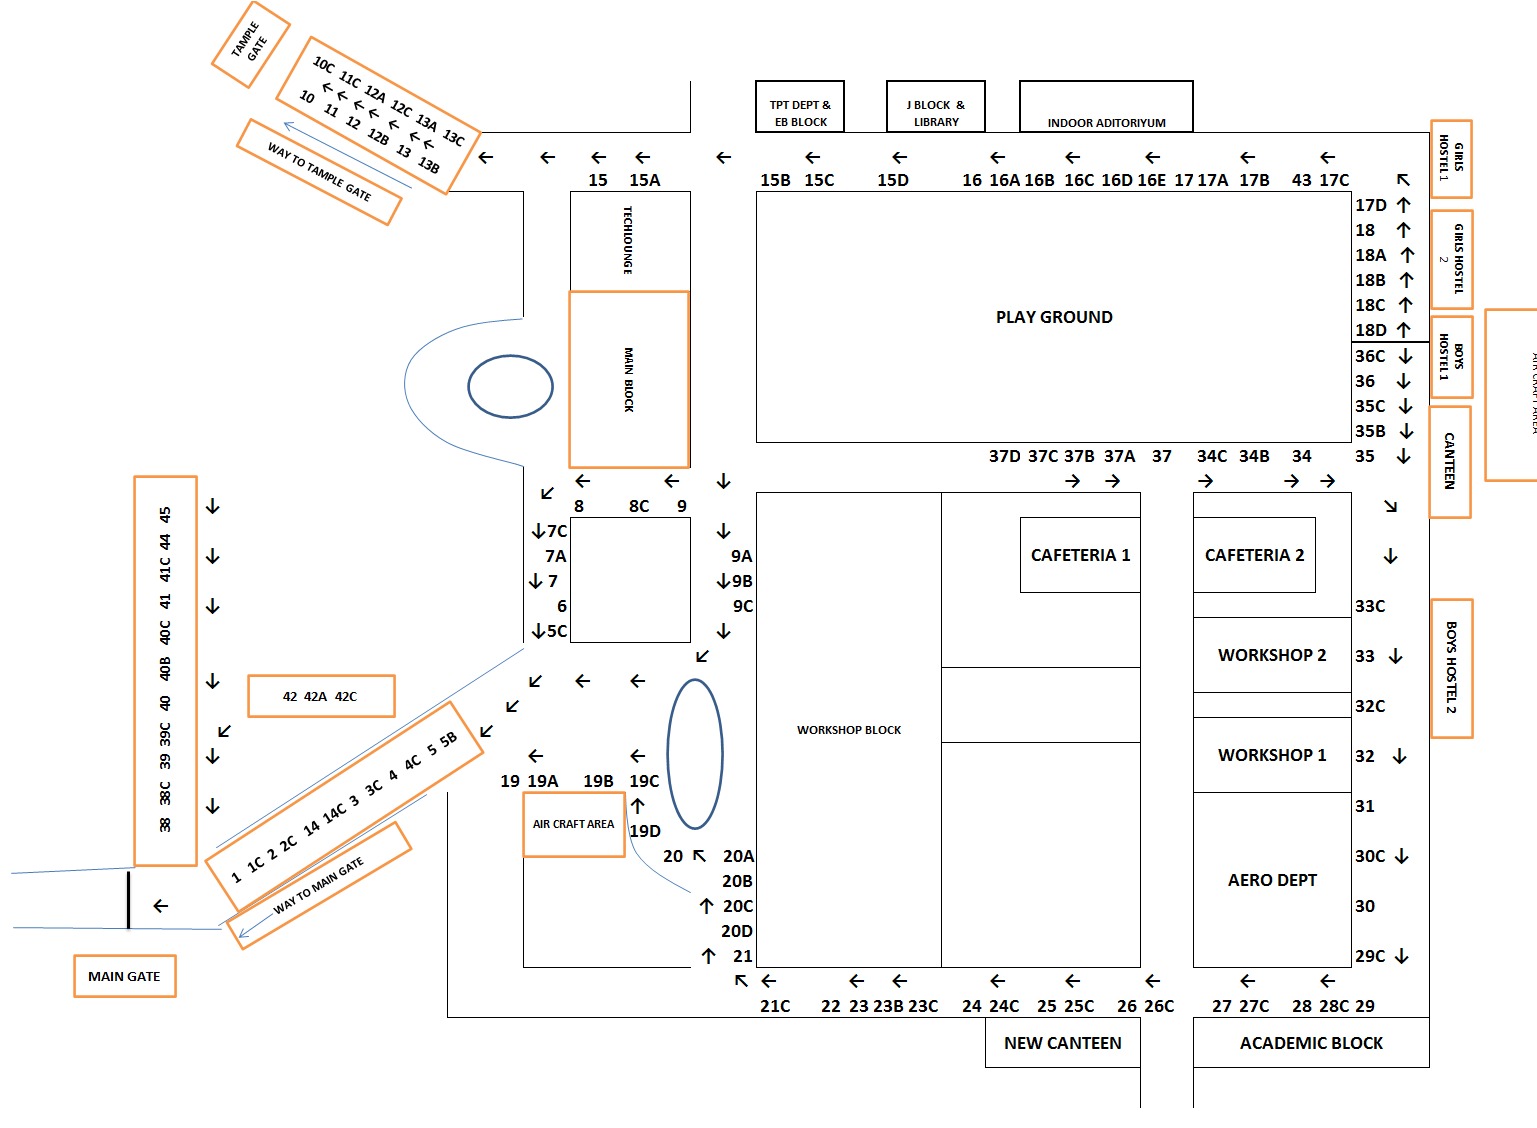 TAMPLE
GATE
10C 11C 12A 12C 13A 13C
10 11 12 12B 13 13B
WAY TO TAMPLE GATE
TPT DEPT &
EB BLOCK
J BLOCK &
LIBRARY
INDOOR ADITORIYUM
GIRLS
HOSTEL 1
15 15A 15B 15C 15D 16 16A 16B 16C 16D 16E 17 17A 17B 43 17C
17D
18
18A
18B
18C
18D
GIRLS HOSTEL
2
TECHLOUNGE
MAIN BLOCK
PLAY GROUND
BOYS
HOSTEL 1
AIR CRAFT AREA
36C
36
35C
35B
37D 37C 37B 37A 37 34C 34B 34 35
CANTEEN
8 8C 9
7C
7A
7
6
5C
9A
9B
9C
CAFETERIA 1
CAFETERIA 2
33C
WORKSHOP 2
33
32C
WORKSHOP 1
32
31
30C
AERO DEPT
30
29C
BOYS HOSTEL 2
WORKSHOP BLOCK
38 38C 39 39C 40 40B 40C 41 41C 44 45
42 42A 42C
1 1C 2 2C 14 14C 3 3C 4 4C 5 5B
WAY TO MAIN GATE
MAIN GATE
19 19A 19B 19C
AIR CRAFT AREA
19D
20 20A
20B
20C
20D
21
21C 22 23 23B 23C 24 24C 25 25C 26 26C 27 27C 28 28C 29
NEW CANTEEN
ACADEMIC BLOCK